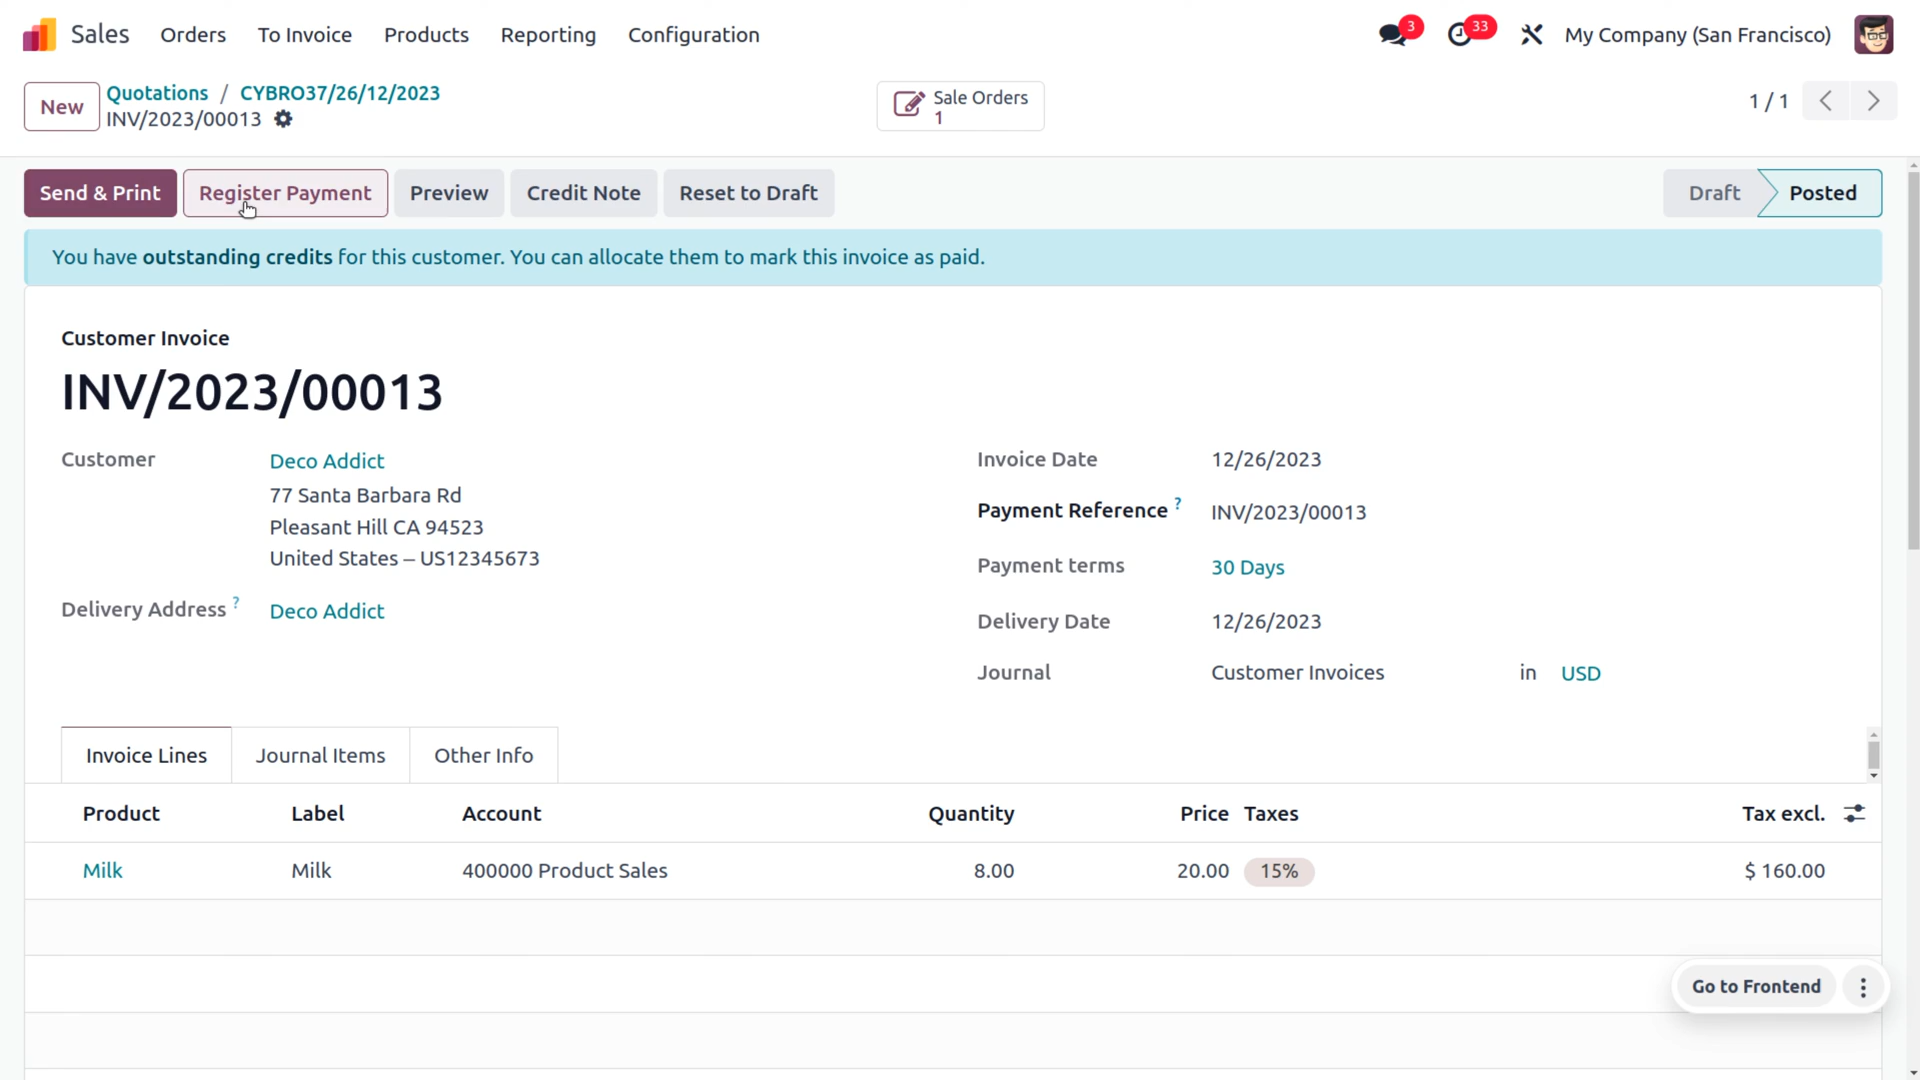 Sales Orders To Invoice Products Reporting Configuration 3 33 My Company (San Francisco)
New Quotations / CYBRO37/26/12/2023
INV/2023/00013
Sale Orders
1
1 / 1
Send & Print Register Payment Preview Credit Note Reset to Draft Draft Posted
You have outstanding credits for this customer. You can allocate them to mark this invoice as paid.
Customer Invoice
INV/2023/00013
Customer Deco Addict
77 Santa Barbara Rd
Pleasant Hill CA 94523
United States – US12345673
Delivery Address ? Deco Addict
Invoice Date 12/26/2023
Payment Reference ? INV/2023/00013
Payment terms 30 Days
Delivery Date 12/26/2023
Journal Customer Invoices in USD
Invoice Lines Journal Items Other Info
Product Label Account Quantity Price Taxes Tax excl.
Milk Milk 400000 Product Sales 8.00 20.00 15% $ 160.00
Go to Frontend